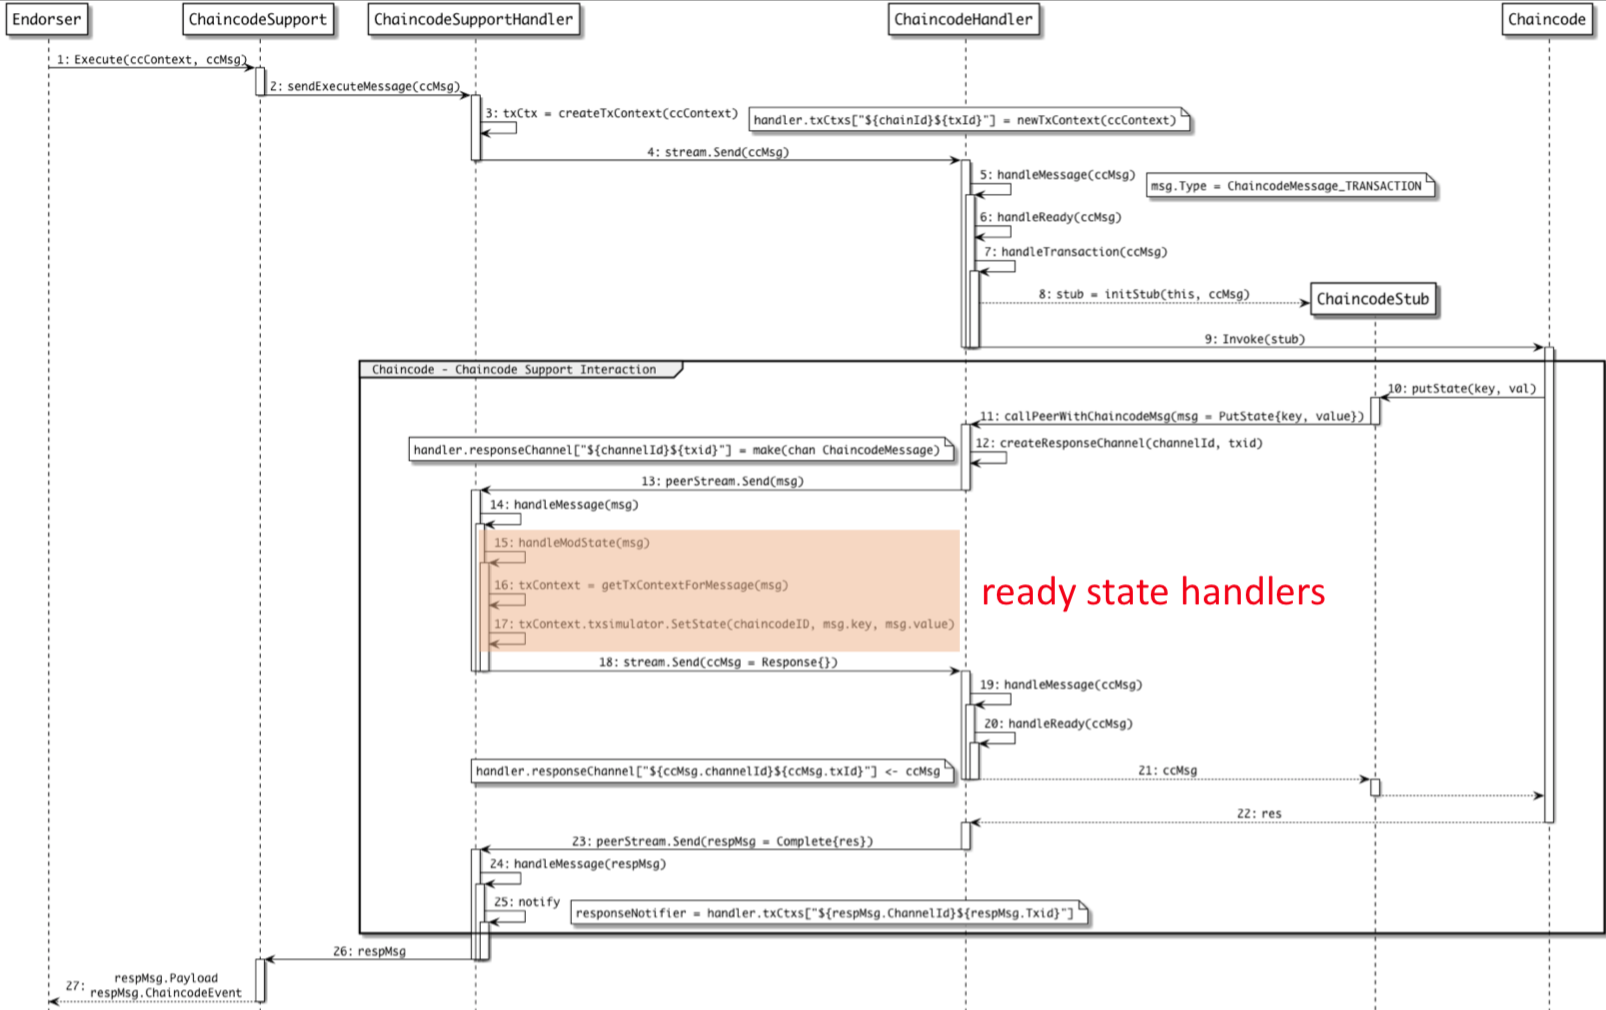 Endorser
ChaincodeSupport
ChaincodeSupportHandler
ChaincodeHandler
Chaincode
1: Execute(ccContext, ccMsg)
2: sendExecuteMessage(ccMsg)
3: txCtx = createTxContext(ccContext)
handler.txCtxs["${chainId}${txId}"] = newTxContext(ccContext)
4: stream.Send(ccMsg)
5: handleMessage(ccMsg)
msg.Type = ChaincodeMessage_TRANSACTION
6: handleReady(ccMsg)
7: handleTransaction(ccMsg)
8: stub = initStub(this, ccMsg)
ChaincodeStub
9: Invoke(stub)
Chaincode - Chaincode Support Interaction
10: putState(key, val)
11: callPeerWithChaincodeMsg(msg = PutState{key, value})
12: createResponseChannel(channelId, txid)
handler.responseChannel["${channelId}${txid}"] = make(chan ChaincodeMessage)
13: peerStream.Send(msg)
14: handleMessage(msg)
15: handleModState(msg)
16: txContext = getTxContextForMessage(msg)
ready state handlers
17: txContext.txsimulator.SetState(chaincodeID, msg.key, msg.value)
18: stream.Send(ccMsg = Response{})
19: handleMessage(ccMsg)
20: handleReady(ccMsg)
handler.responseChannel["${ccMsg.channelId}${ccMsg.txId}"] <- ccMsg
21: ccMsg
22: res
23: peerStream.Send(respMsg = Complete{res})
24: handleMessage(respMsg)
25: notify
responseNotifier = handler.txCtxs["${respMsg.ChannelId}${respMsg.Txid}"]
26: respMsg
27: respMsg.Payload
respMsg.ChaincodeEvent